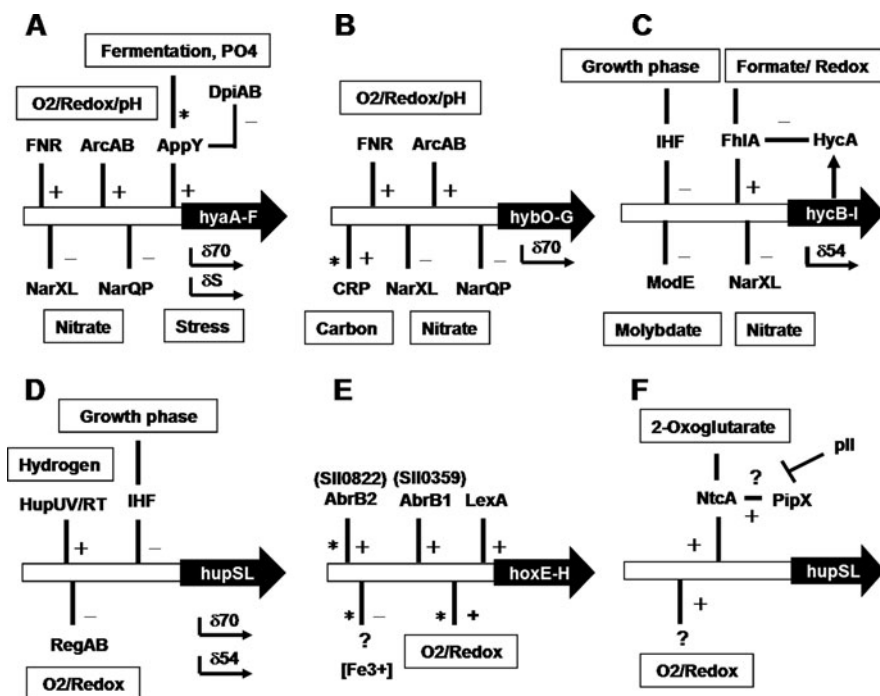 A
Fermentation, PO4
DpiAB
O2/Redox/pH
* –
FNR ArcAB AppY
+ + +
hyaA-F
– –
δ70
NarXL NarQP δS
Nitrate Stress
B
O2/Redox/pH
FNR ArcAB
+ +
hybO-G
* + – –
δ70
CRP NarXL NarQP
Carbon Nitrate
C
Growth phase Formate/ Redox
–
IHF FhlA HycA
– +
hycB-I
– –
δ54
ModE NarXL
Molybdate Nitrate
D
Growth phase
Hydrogen
HupUV/RT IHF
+ –
hupSL
–
δ70
RegAB
δ54
O2/Redox
E
(Sll0822) (Sll0359)
AbrB2 AbrB1 LexA
* + + +
hoxE-H
* – * +
?
O2/Redox
[Fe3+]
F
2-Oxoglutarate
pII
?
NtcA PipX
+
+
hupSL
+
?
O2/Redox